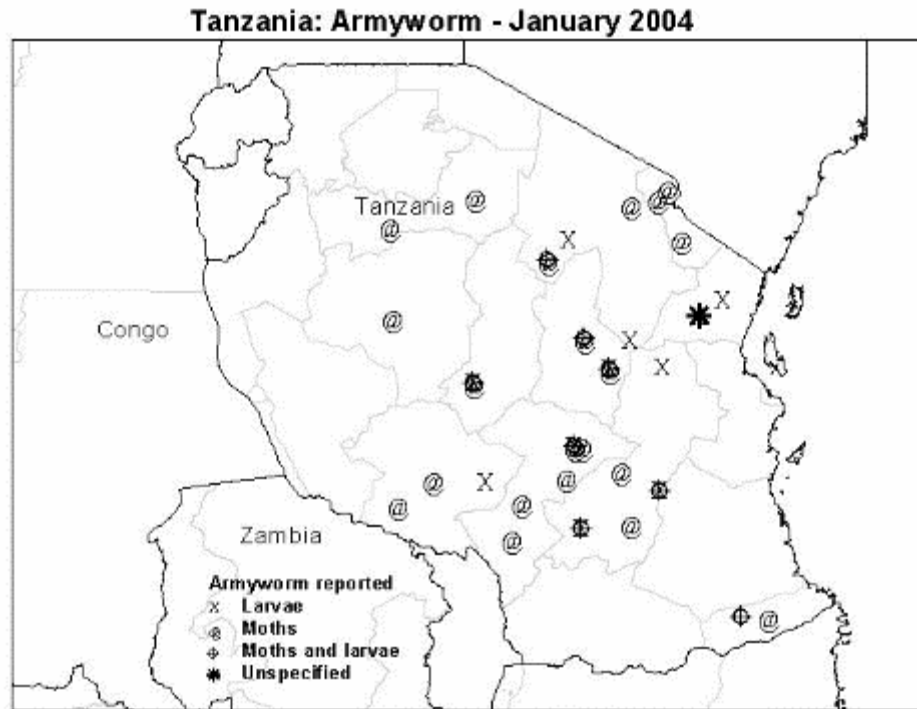 Tanzania: Armyworm - January 2004
Tanzania
Congo
Zambia
Armyworm reported
X Larvae
@ Moths
Moths and larvae
Unspecified